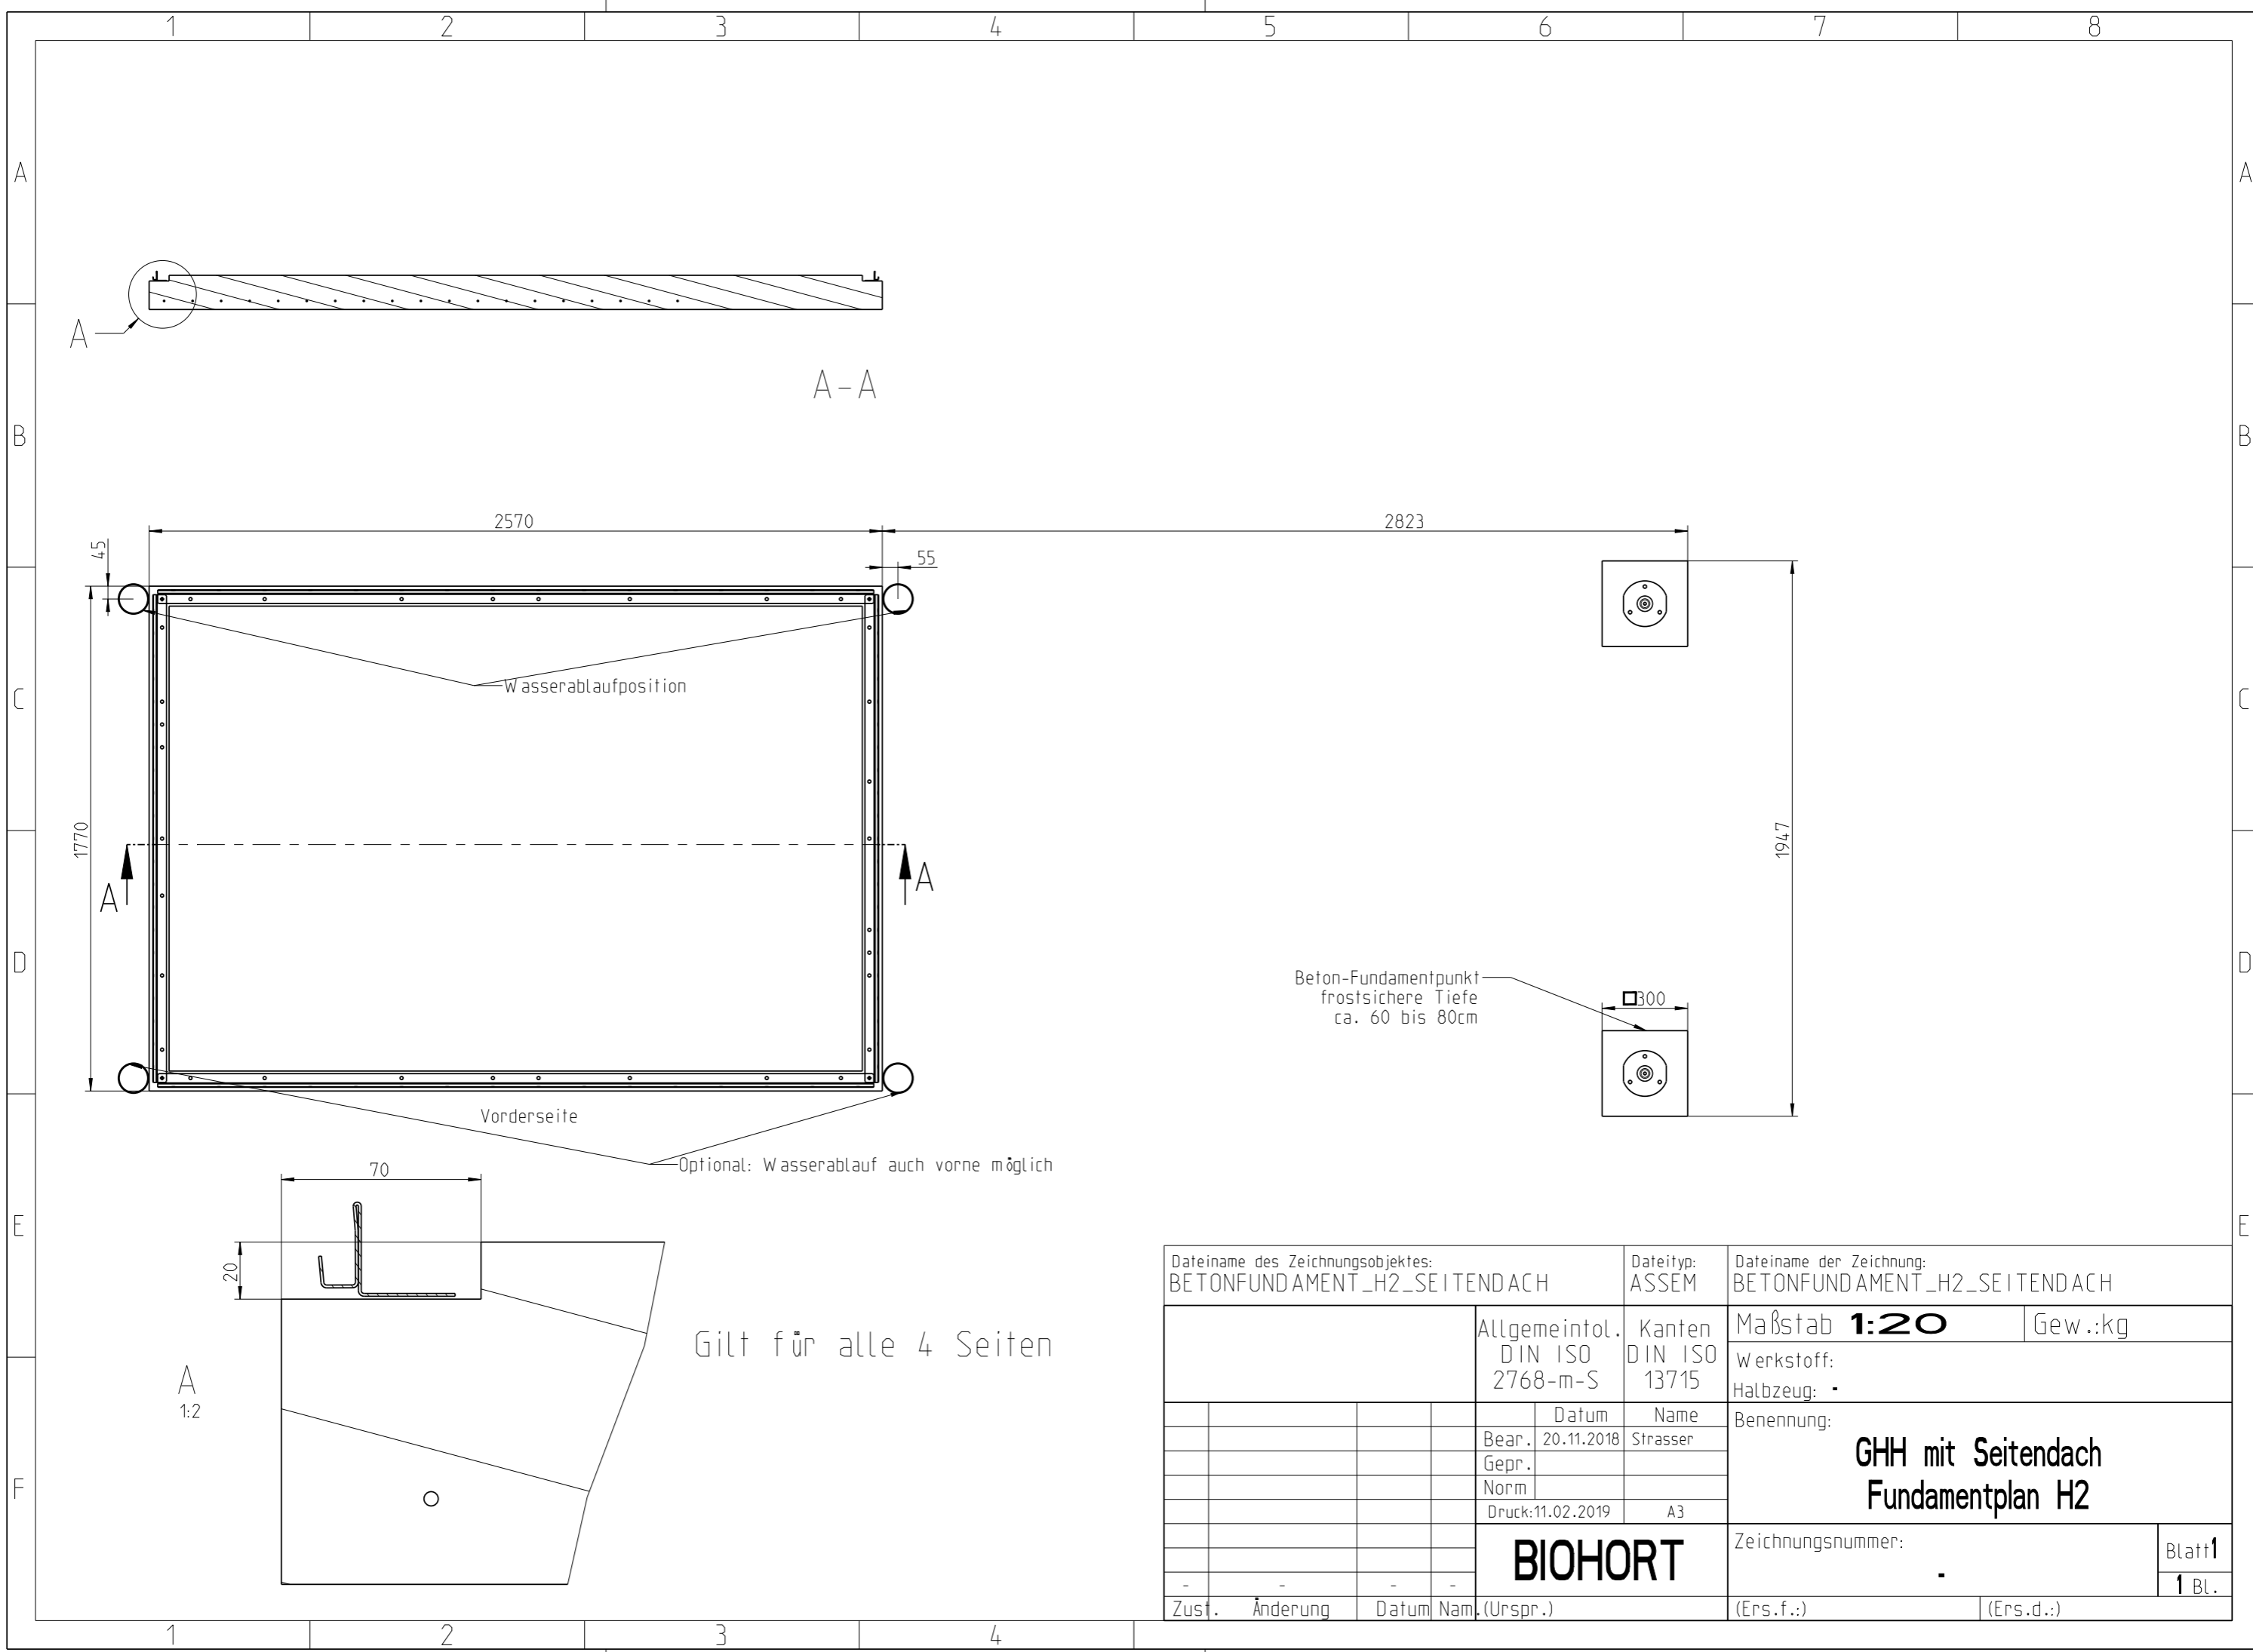 1 2 3 4 5 6 7 8
A A
A
A-A
B B
2570 2823
45 55
Wasserablaufposition
C C
1770 1947
A A
D D
Beton-Fundamentpunkt
frostsichere Tiefe
ca. 60 bis 80cm
□300
Vorderseite
Optional: Wasserablauf auch vorne möglich
70
20
E E
Gilt für alle 4 Seiten
A
1:2
F
Dateiname des Zeichnungsobjektes:
BETONFUNDAMENT_H2_SEITENDACH
Dateityp:
ASSEM
Dateiname der Zeichnung:
BETONFUNDAMENT_H2_SEITENDACH
Allgemeintol.
DIN ISO
2768-m-S
Kanten
DIN ISO
13715
Maßstab 1:20 Gew.:kg
Werkstoff:
Halbzeug: -
Datum Name
Bear. 20.11.2018 Strasser
Gepr.
Norm
Druck:11.02.2019 A3
Benennung:
GHH mit Seitendach
Fundamentplan H2
BIOHORT
Zeichnungsnummer:
-
Blatt1
1 Bl.
- - - -
Zust. Änderung Datum Nam. (Urspr.) (Ers.f.:) (Ers.d.:)
1 2 3 4